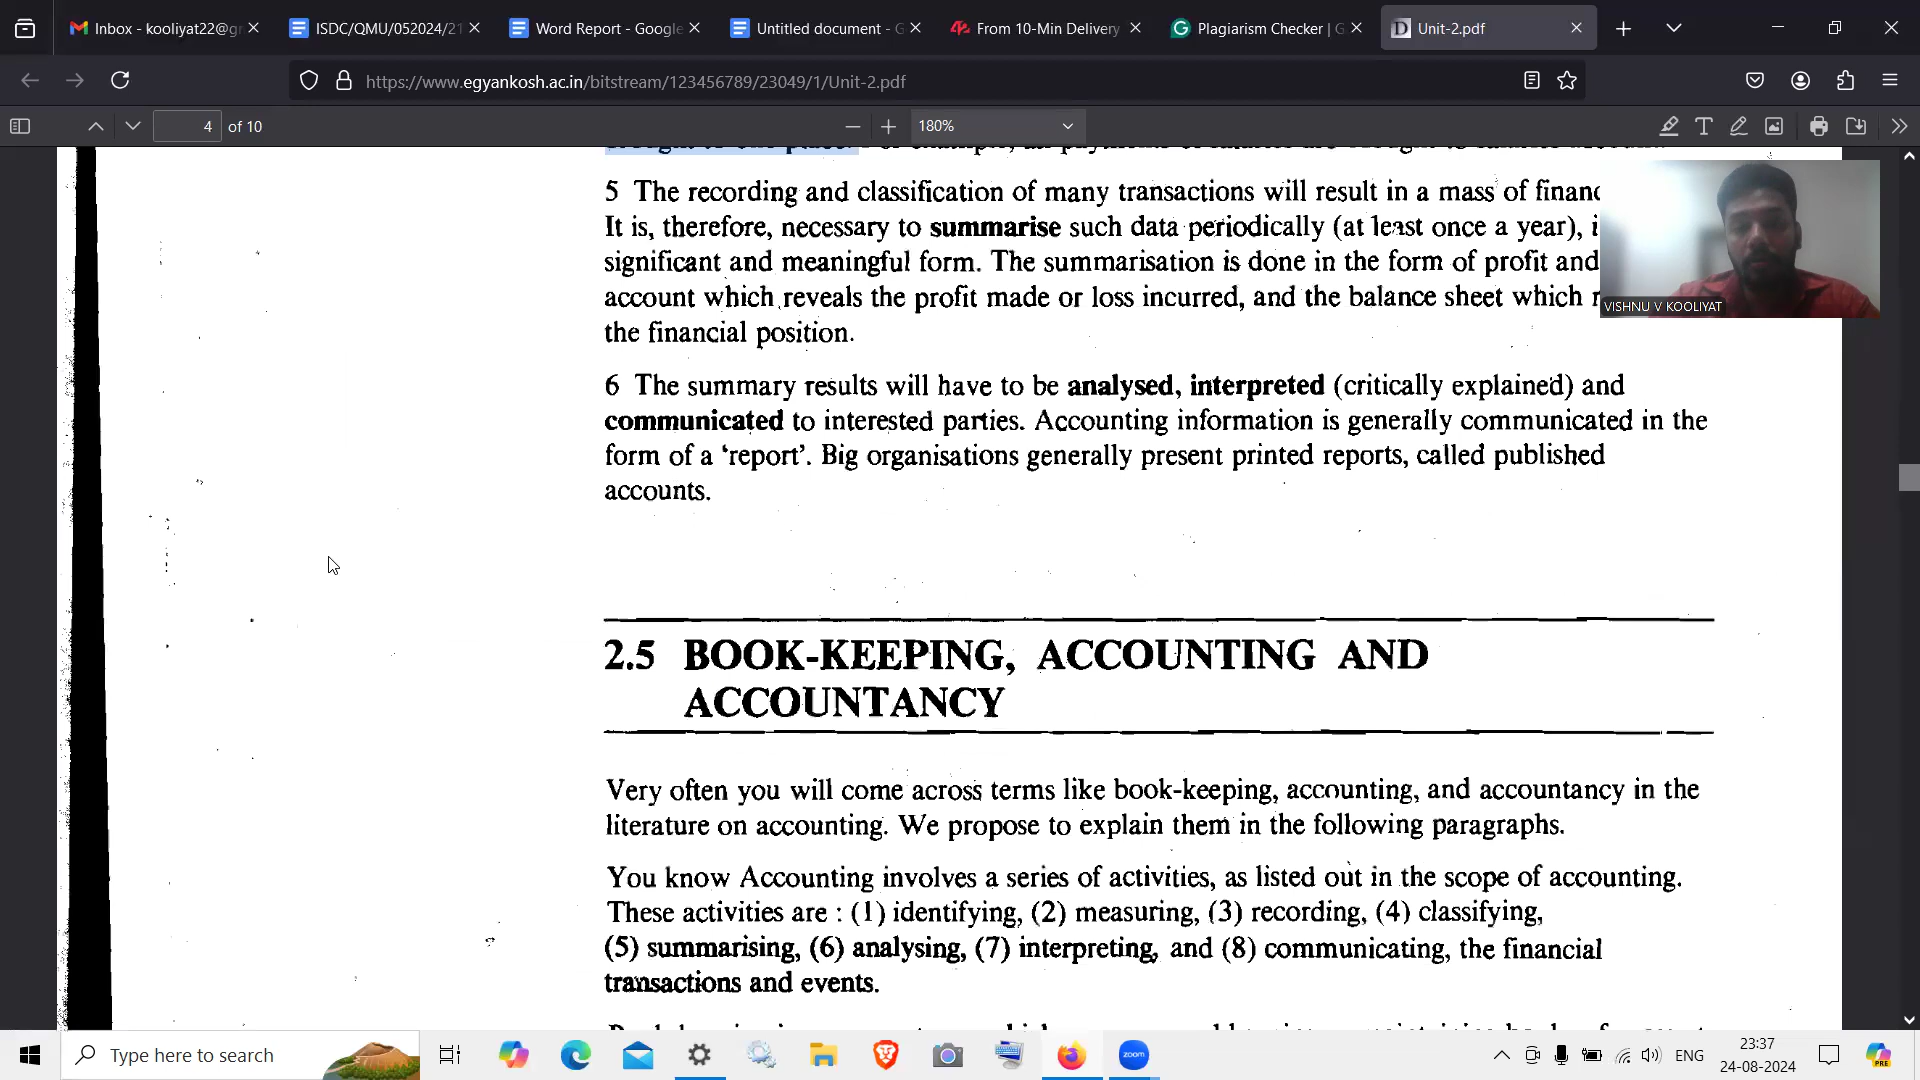 Inbox - kooliyat22@g
ISDC/QMU/052024/21
Word Report - Google
Untitled document - G
From 10-Min Delivery
Plagiarism Checker | G
Unit-2.pdf
https://www.egyankosh.ac.in/bitstream/123456789/23049/1/Unit-2.pdf
4 of 10
180%
5 The recording and classification of many transactions will result in a mass of financ
It is, therefore, necessary to summarise such data periodically (at least once a year), i
significant and meaningful form. The summarisation is done in the form of profit and
account which reveals the profit made or loss incurred, and the balance sheet which r
the financial position.
VISHNU V KOOLIYAT
6 The summary results will have to be analysed, interpreted (critically explained) and
communicated to interested parties. Accounting information is generally communicated in the
form of a 'report'. Big organisations generally present printed reports, called published
accounts.
2.5 BOOK-KEEPING, ACCOUNTING AND
ACCOUNTANCY
Very often you will come across terms like book-keeping, accounting, and accountancy in the
literature on accounting. We propose to explain them in the following paragraphs.
You know Accounting involves a series of activities, as listed out in the scope of accounting.
These activities are : (1) identifying, (2) measuring, (3) recording, (4) classifying,
(5) summarising, (6) analysing, (7) interpreting, and (8) communicating, the financial
transactions and events.
Type here to search
zoom
ENG
23:37
24-08-2024
PRE